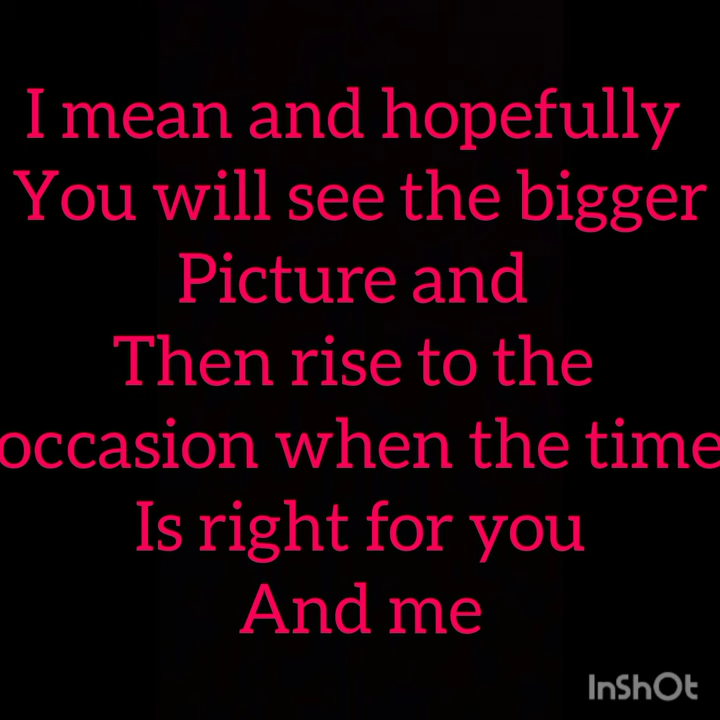 I mean and hopefully
You will see the bigger
Picture and
Then rise to the
occasion when the time
Is right for you
And me
InShOt